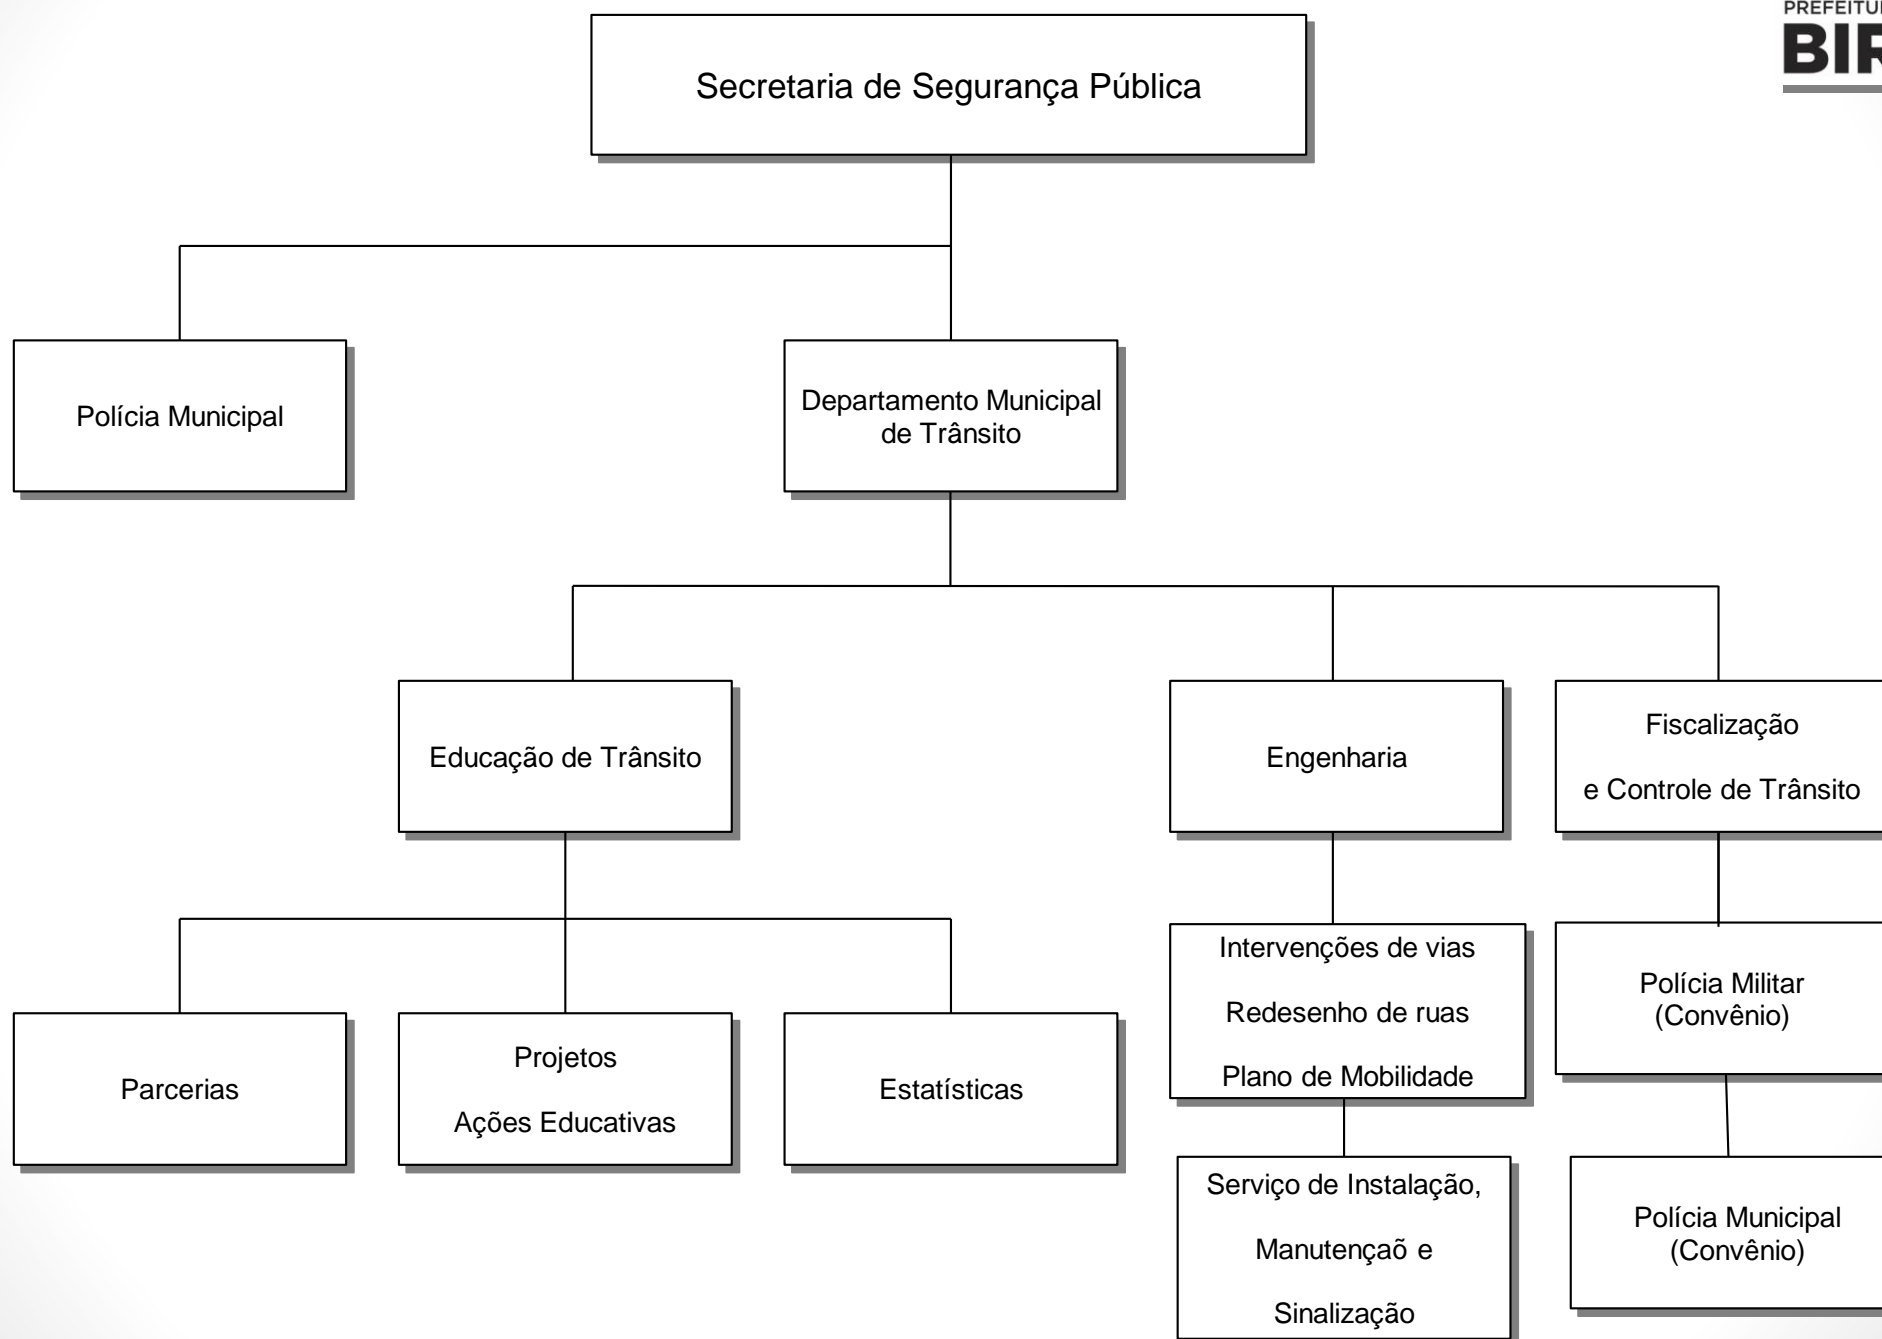 Secretaria de Segurança Pública
Polícia Municipal
Departamento Municipal
de Trânsito
Educação de Trânsito
Engenharia
Fiscalização
e Controle de Trânsito
Parcerias
Projetos
Ações Educativas
Estatísticas
Intervenções de vias
Redesenho de ruas
Plano de Mobilidade
Polícia Militar
(Convênio)
Serviço de Instalação,
Manutençaõ e
Sinalização
Polícia Municipal
(Convênio)